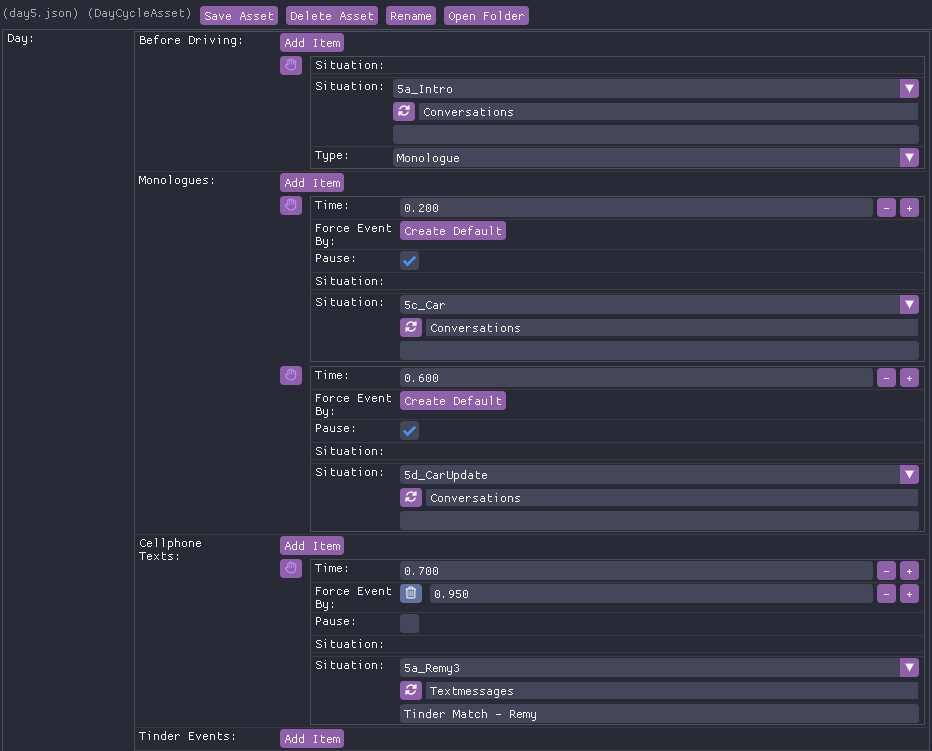 (day5.json) (DayCycleAsset) Save Asset Delete Asset Rename Open Folder
Day:
Before Driving: Add Item
Situation:
Situation: 5a_Intro
Conversations
Type: Monologue
Monologues: Add Item
Time: 0.200 - +
Force Event By: Create Default
Pause:
Situation:
Situation: 5c_Car
Conversations
Time: 0.600 - +
Force Event By: Create Default
Pause:
Situation:
Situation: 5d_CarUpdate
Conversations
Cellphone Texts: Add Item
Time: 0.700 - +
Force Event By: 0.950 - +
Pause:
Situation:
Situation: 5a_Remy3
Textmessages
Tinder Match - Remy
Tinder Events: Add Item